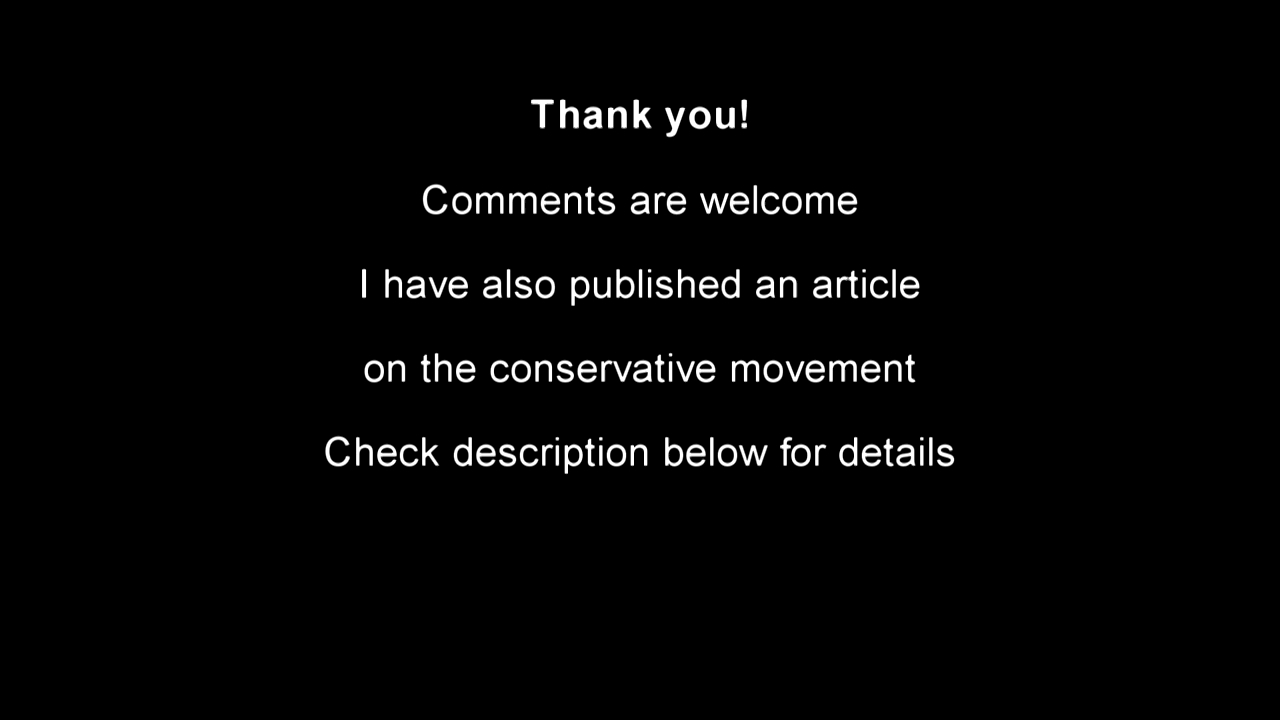 Thank you!
Comments are welcome
I have also published an article
on the conservative movement
Check description below for details